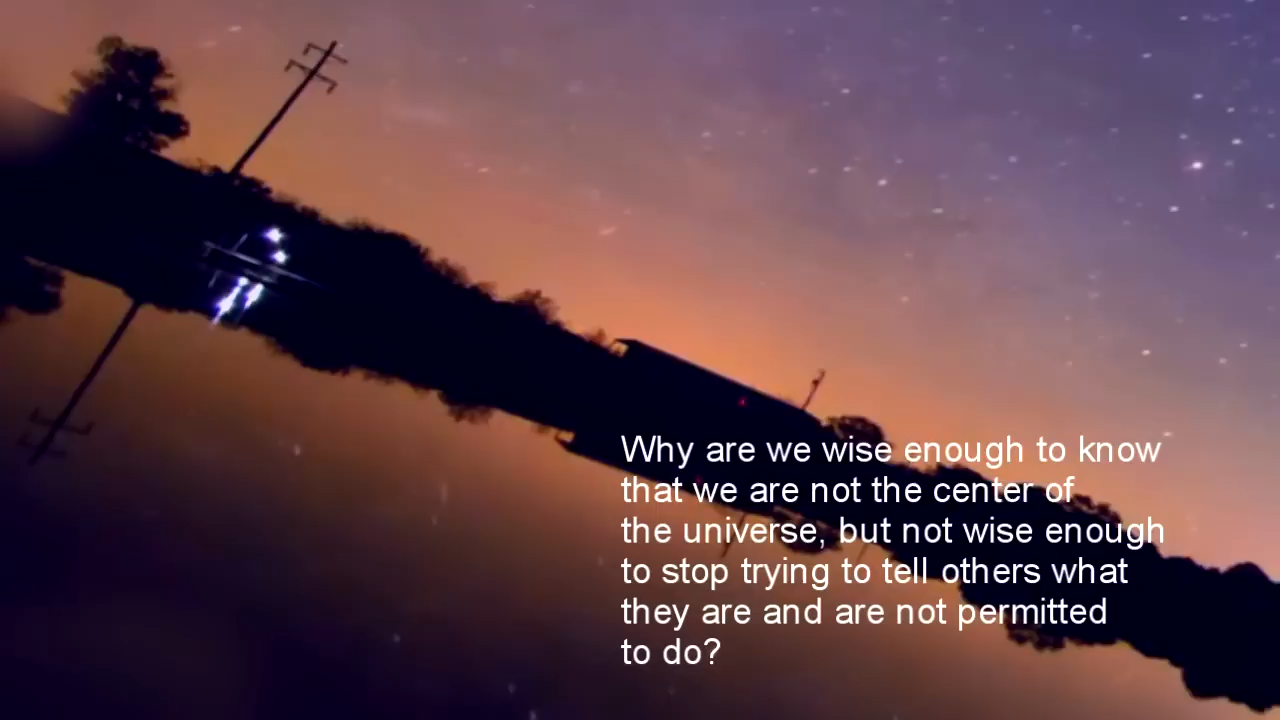 Why are we wise enough to know
that we are not the center of
the universe, but not wise enough
to stop trying to tell others what
they are and are not permitted
to do?